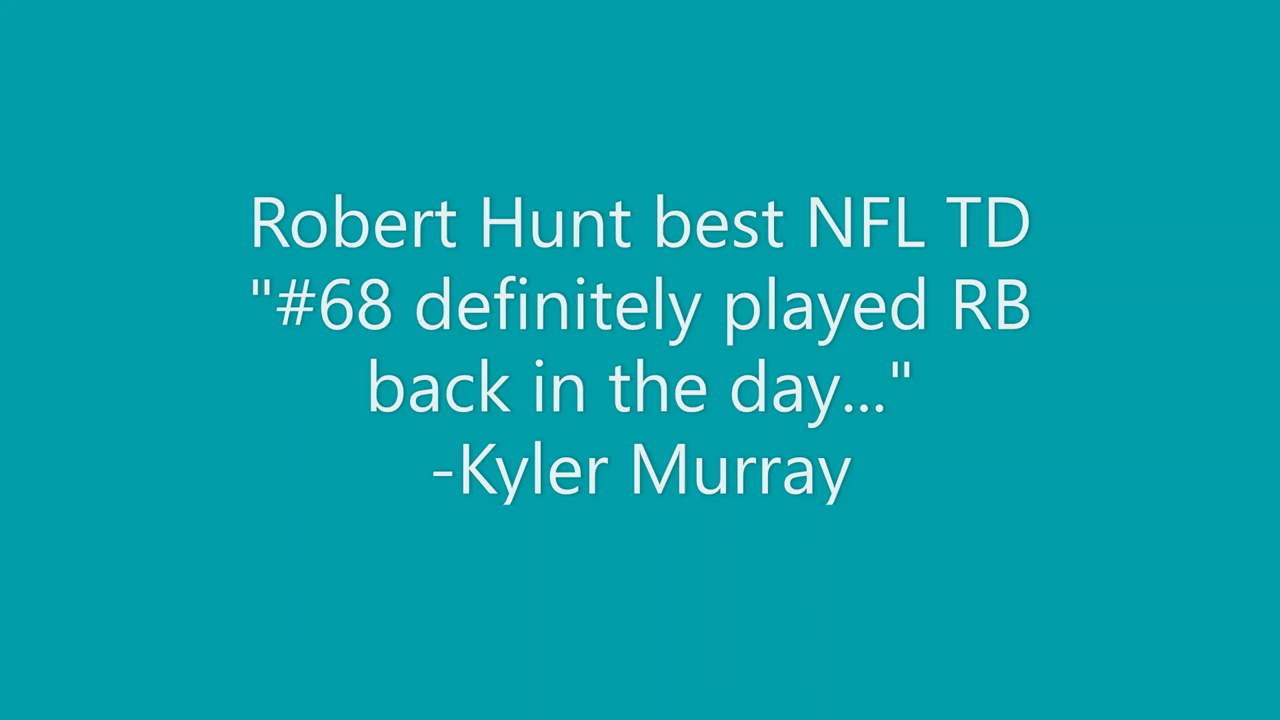 Robert Hunt best NFL TD
"#68 definitely played RB
back in the day..."
-Kyler Murray